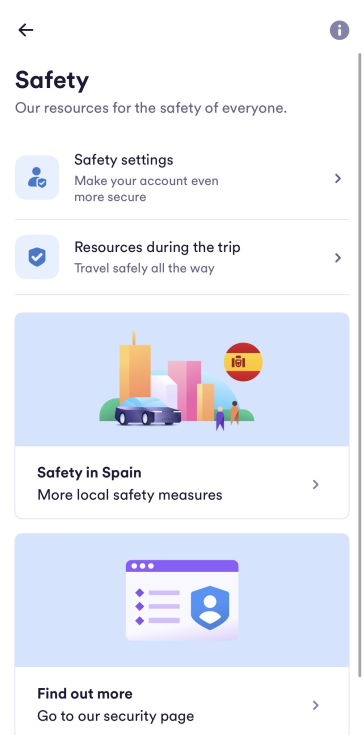 Safety
Our resources for the safety of everyone.
Safety settings
Make your account even
more secure
Resources during the trip
Travel safely all the way
Safety in Spain
More local safety measures
Find out more
Go to our security page